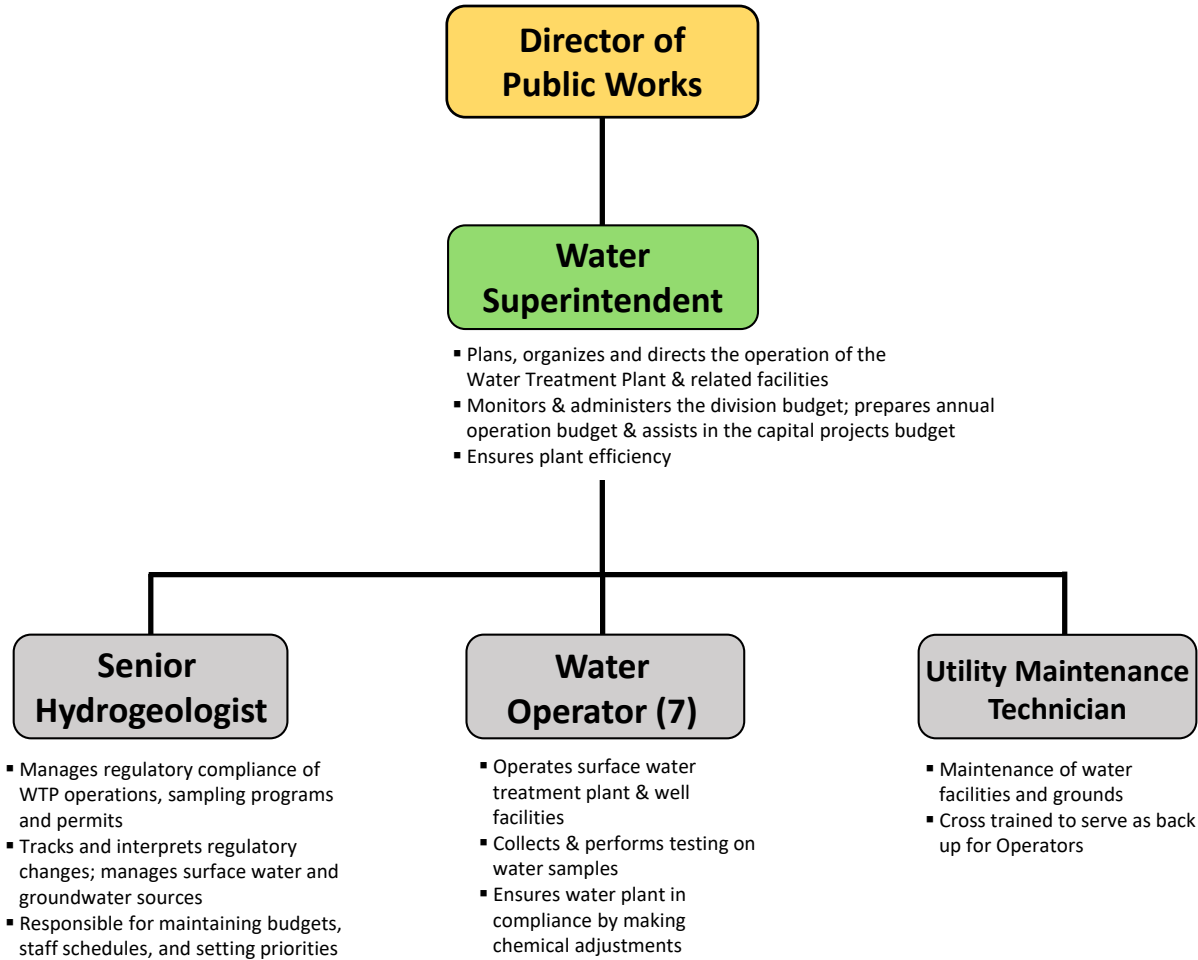 Director of
Public Works
Water
Superintendent
▪ Plans, organizes and directs the operation of the
Water Treatment Plant & related facilities
▪ Monitors & administers the division budget; prepares annual
operation budget & assists in the capital projects budget
▪ Ensures plant efficiency
Senior
Hydrogeologist
▪ Manages regulatory compliance of
WTP operations, sampling programs
and permits
▪ Tracks and interprets regulatory
changes; manages surface water and
groundwater sources
▪ Responsible for maintaining budgets,
staff schedules, and setting priorities
Water
Operator (7)
▪ Operates surface water
treatment plant & well
facilities
▪ Collects & performs testing on
water samples
▪ Ensures water plant in
compliance by making
chemical adjustments
Utility Maintenance
Technician
▪ Maintenance of water
facilities and grounds
▪ Cross trained to serve as back
up for Operators